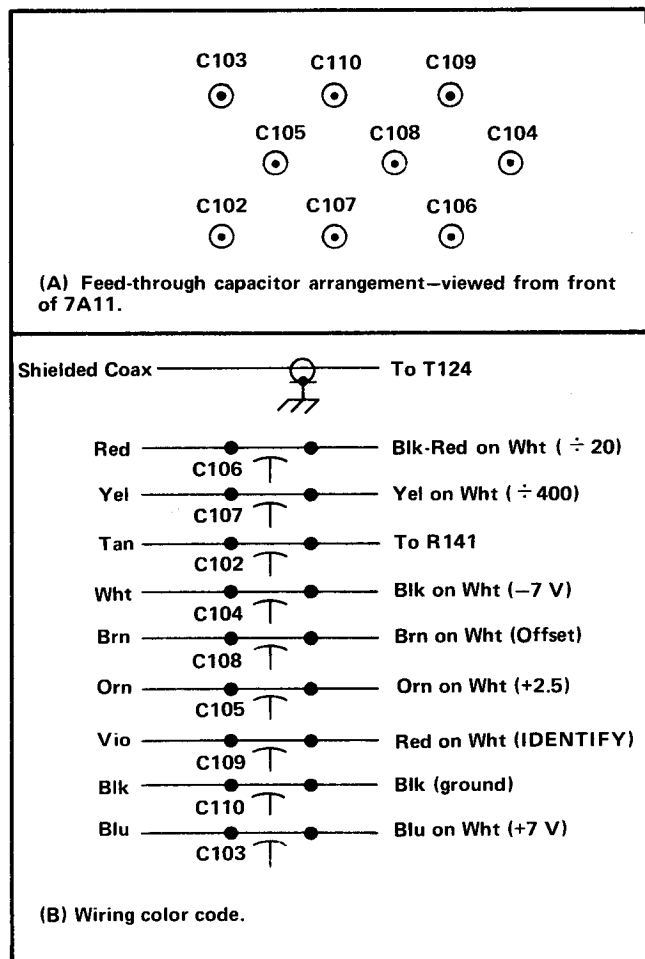 C103 C110 C109
C105 C108 C104
C102 C107 C106
(A) Feed-through capacitor arrangement—viewed from front
of 7A11.
Shielded Coax To T124
Red C106 Blk-Red on Wht (÷20)
Yel C107 Yel on Wht (÷400)
Tan C102 To R141
Wht C104 Blk on Wht (−7 V)
Brn C108 Brn on Wht (Offset)
Orn C105 Orn on Wht (+2.5)
Vio C109 Red on Wht (IDENTIFY)
Blk C110 Blk (ground)
Blu C103 Blu on Wht (+7 V)
(B) Wiring color code.